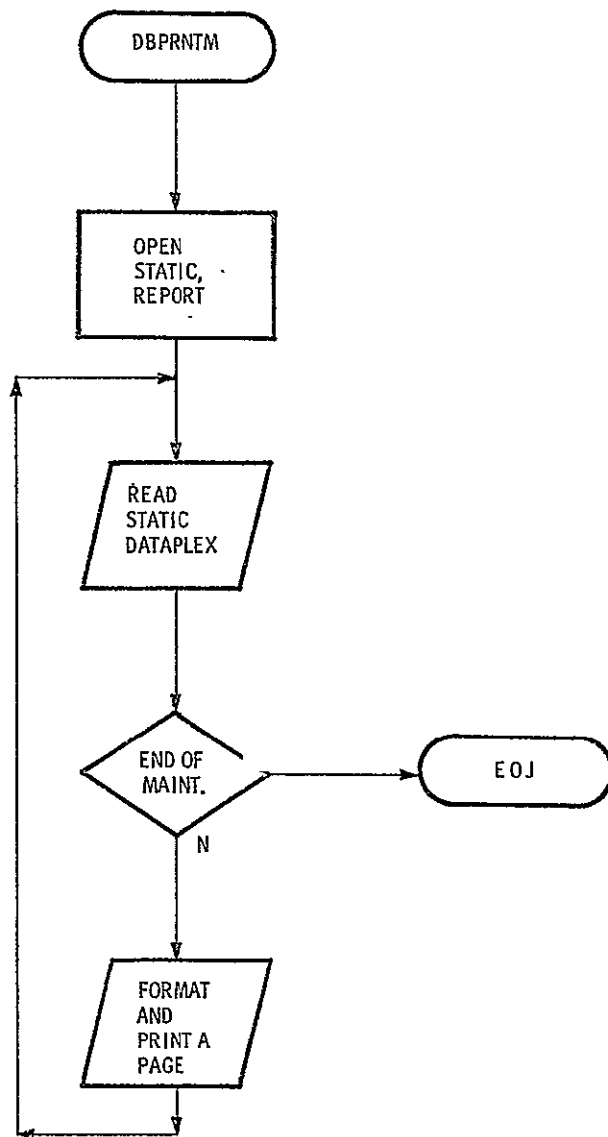 DBPRNTM
OPEN
STATIC,
REPORT
READ
STATIC
DATAPLEX
END OF
MAINT.
EOJ
N
FORMAT
AND
PRINT A
PAGE